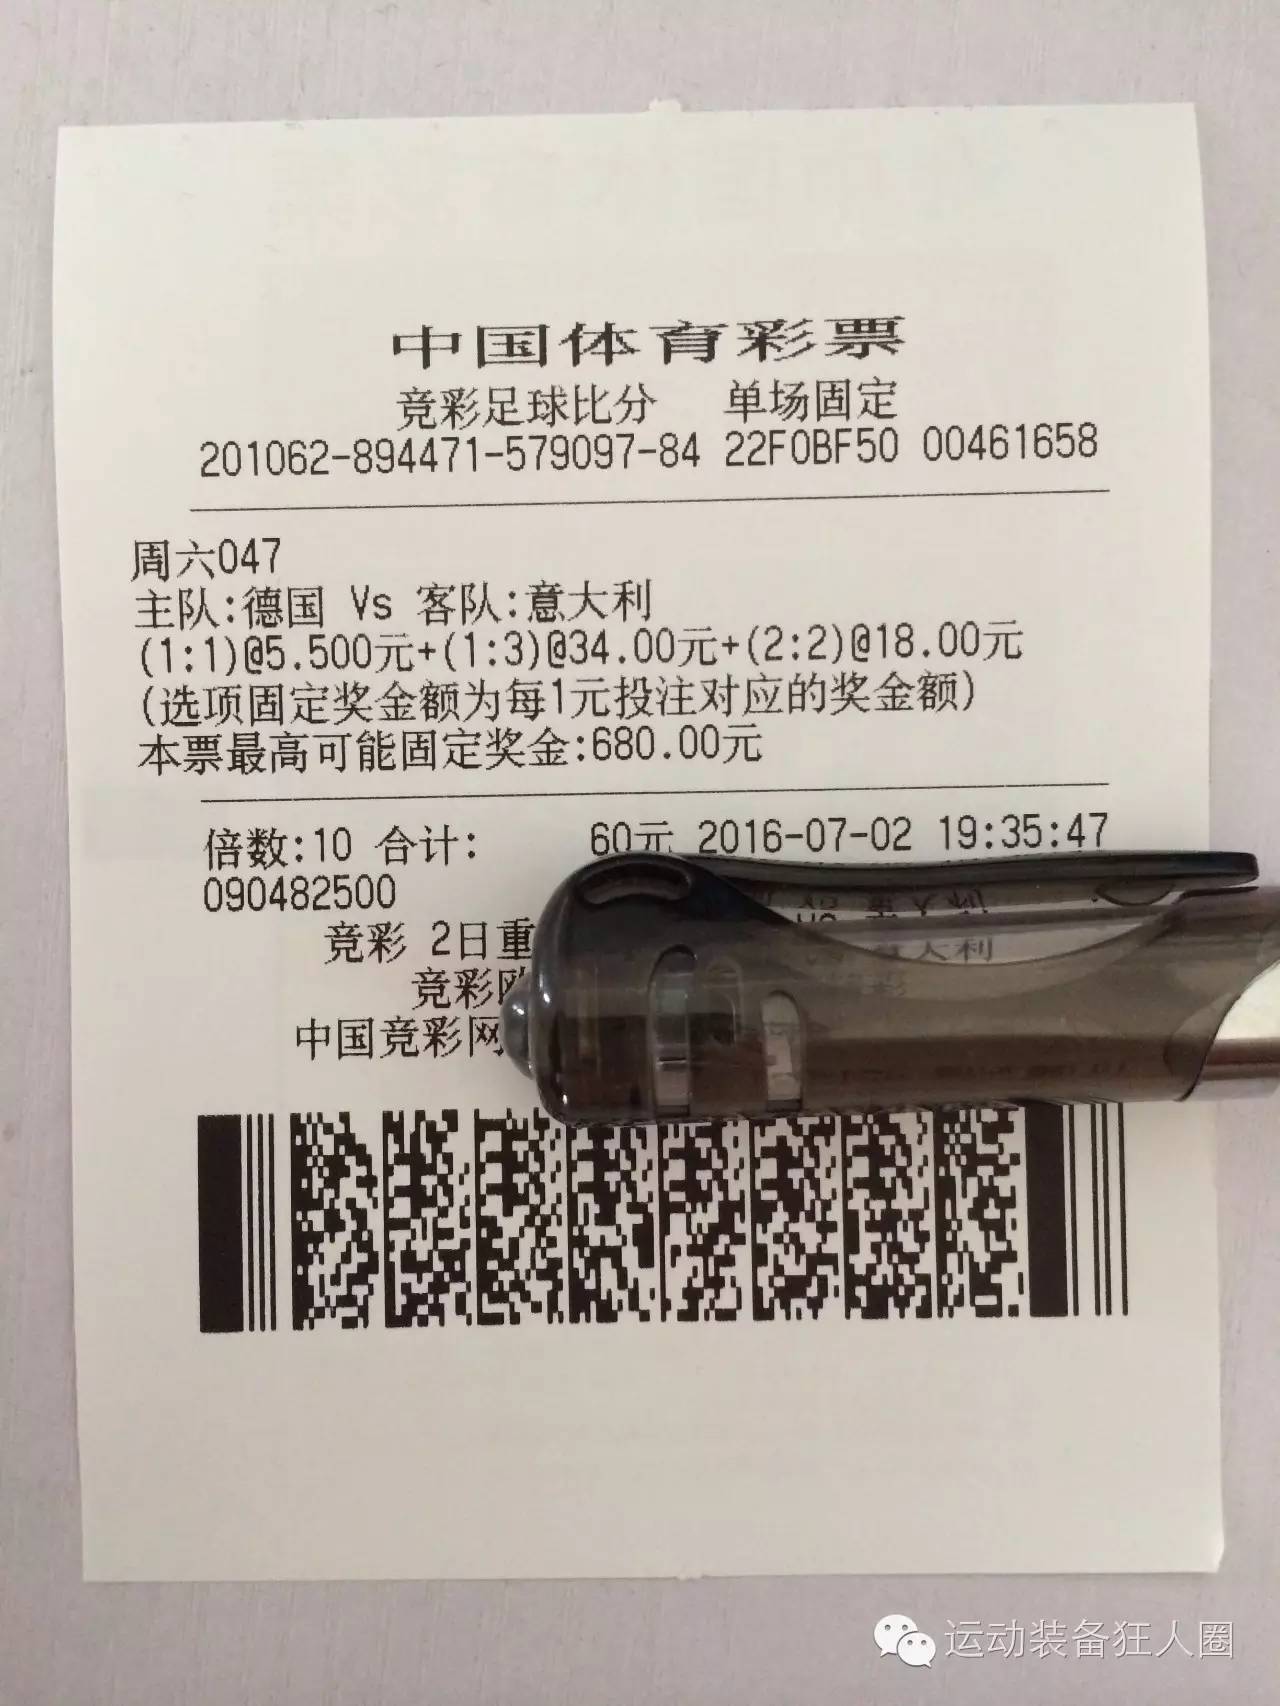 中国体育彩票
竞彩足球比分 单场固定
201062-894471-579097-84 22F0BF50 00461658
周六047
主队:德国 Vs 客队:意大利
(1:1)@5.500元+(1:3)@34.00元+(2:2)@18.00元
(选项固定奖金额为每1元投注对应的奖金额)
本票最高可能固定奖金:680.00元
倍数:10 合计: 60元 2016-07-02 19:35:47
090482500
竞彩 2日重 大利
竞彩欧
中国竞彩网
运动装备狂人圈